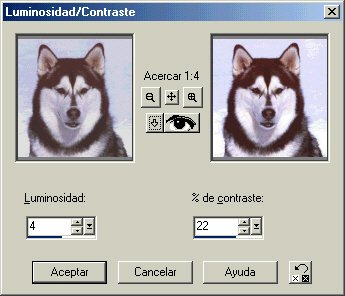 Luminosidad/Contraste
Acercar 1:4
Luminosidad:
% de contraste:
4
22
Aceptar
Cancelar
Ayuda